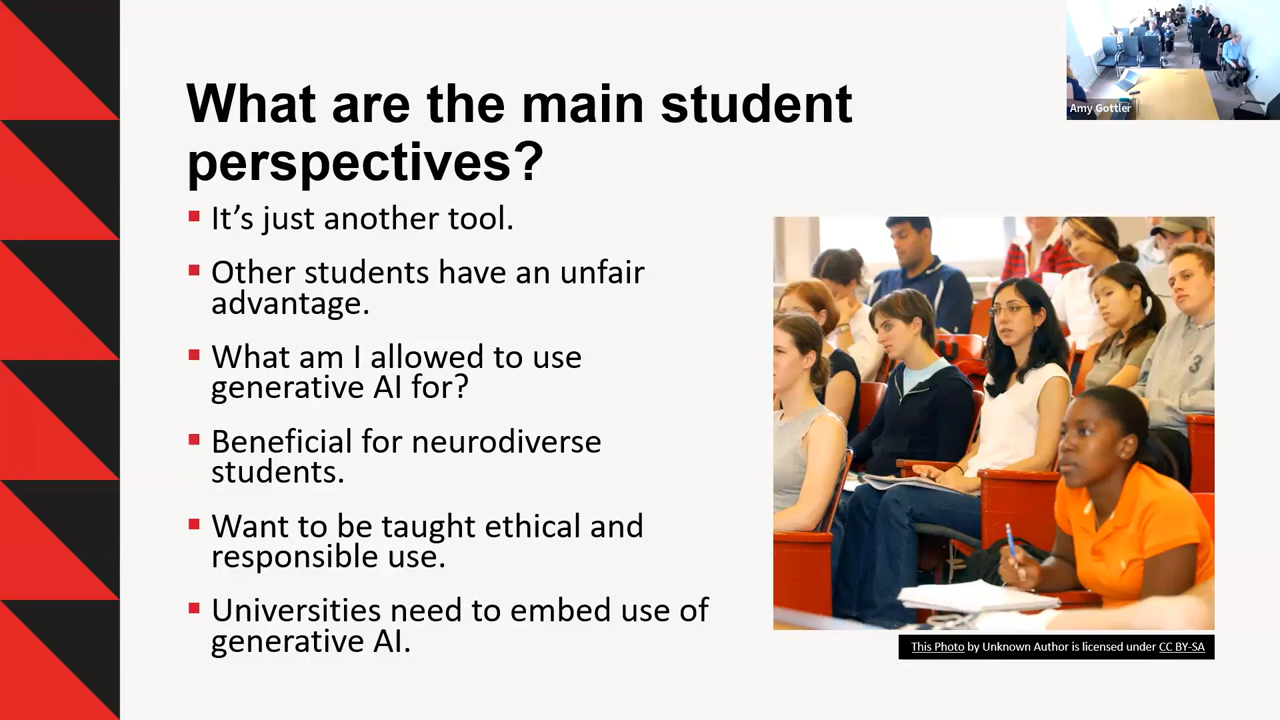 What are the main student
perspectives?
It’s just another tool.
Other students have an unfair
advantage.
What am I allowed to use
generative AI for?
Beneficial for neurodiverse
students.
Want to be taught ethical and
responsible use.
Universities need to embed use of
generative AI.
Amy Gottler
3
This Photo by Unknown Author is licensed under CC BY-SA